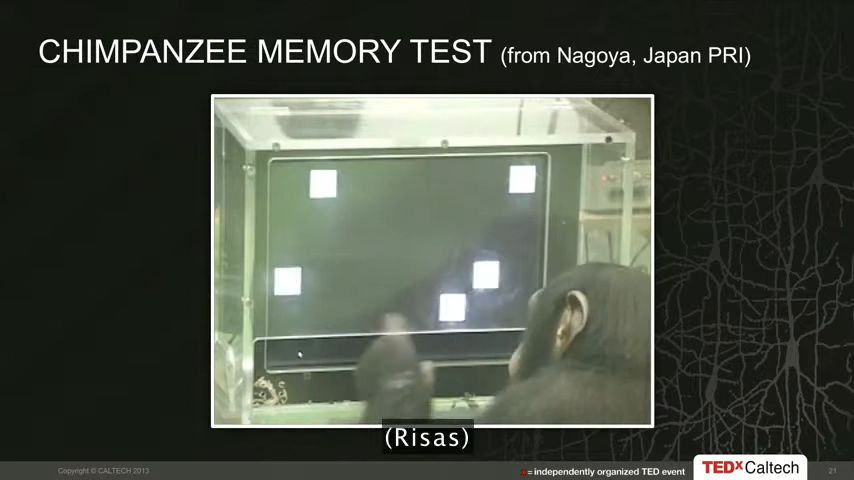 CHIMPANZEE MEMORY TEST (from Nagoya, Japan PRI)
(Risas)
Copyright © CALTECH 2013
x = independently organized TED event
TEDxCaltech
21